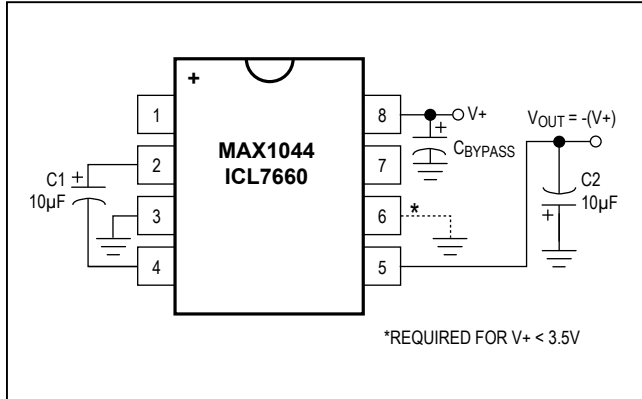 +
1
2
3
4
MAX1044
ICL7660
8
7
6
5
C1 +
10µF
V+
+
CBYPASS
*
VOUT = -(V+)
C2
10µF
+
*REQUIRED FOR V+ < 3.5V